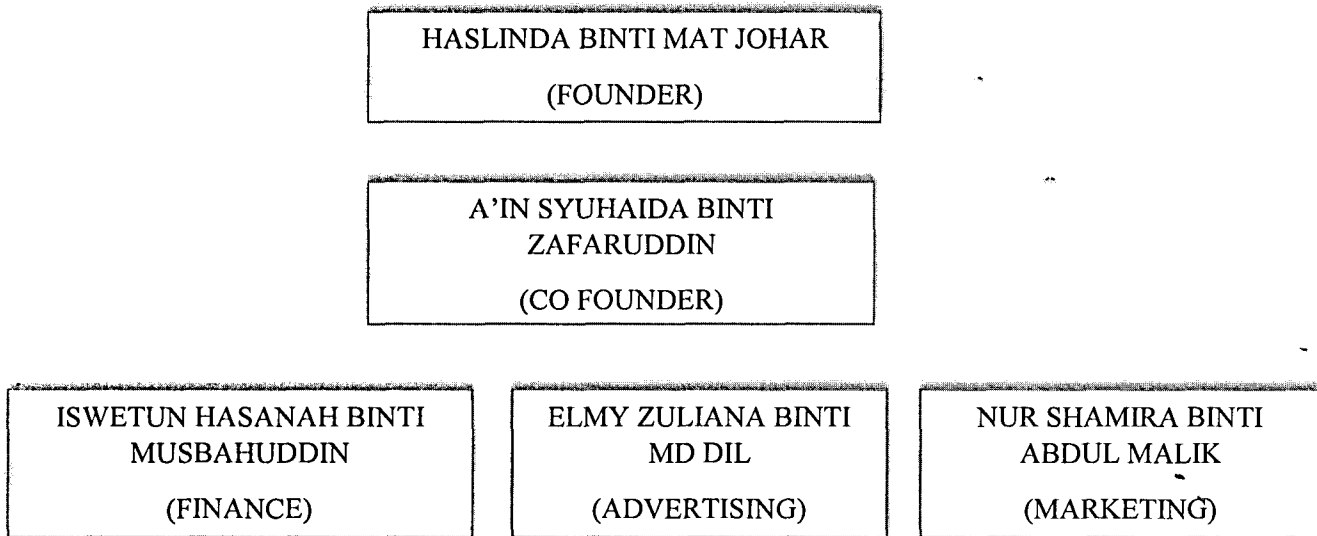 HASLINDA BINTI MAT JOHAR
(FOUNDER)
A'IN SYUHAIDA BINTI
ZAFARUDDIN
(CO FOUNDER)
ISWETUN HASANAH BINTI
MUSBAHUDDIN
(FINANCE)
ELMY ZULIANA BINTI
MD DIL
(ADVERTISING)
NUR SHAMIRA BINTI
ABDUL MALIK
(MARKETING)